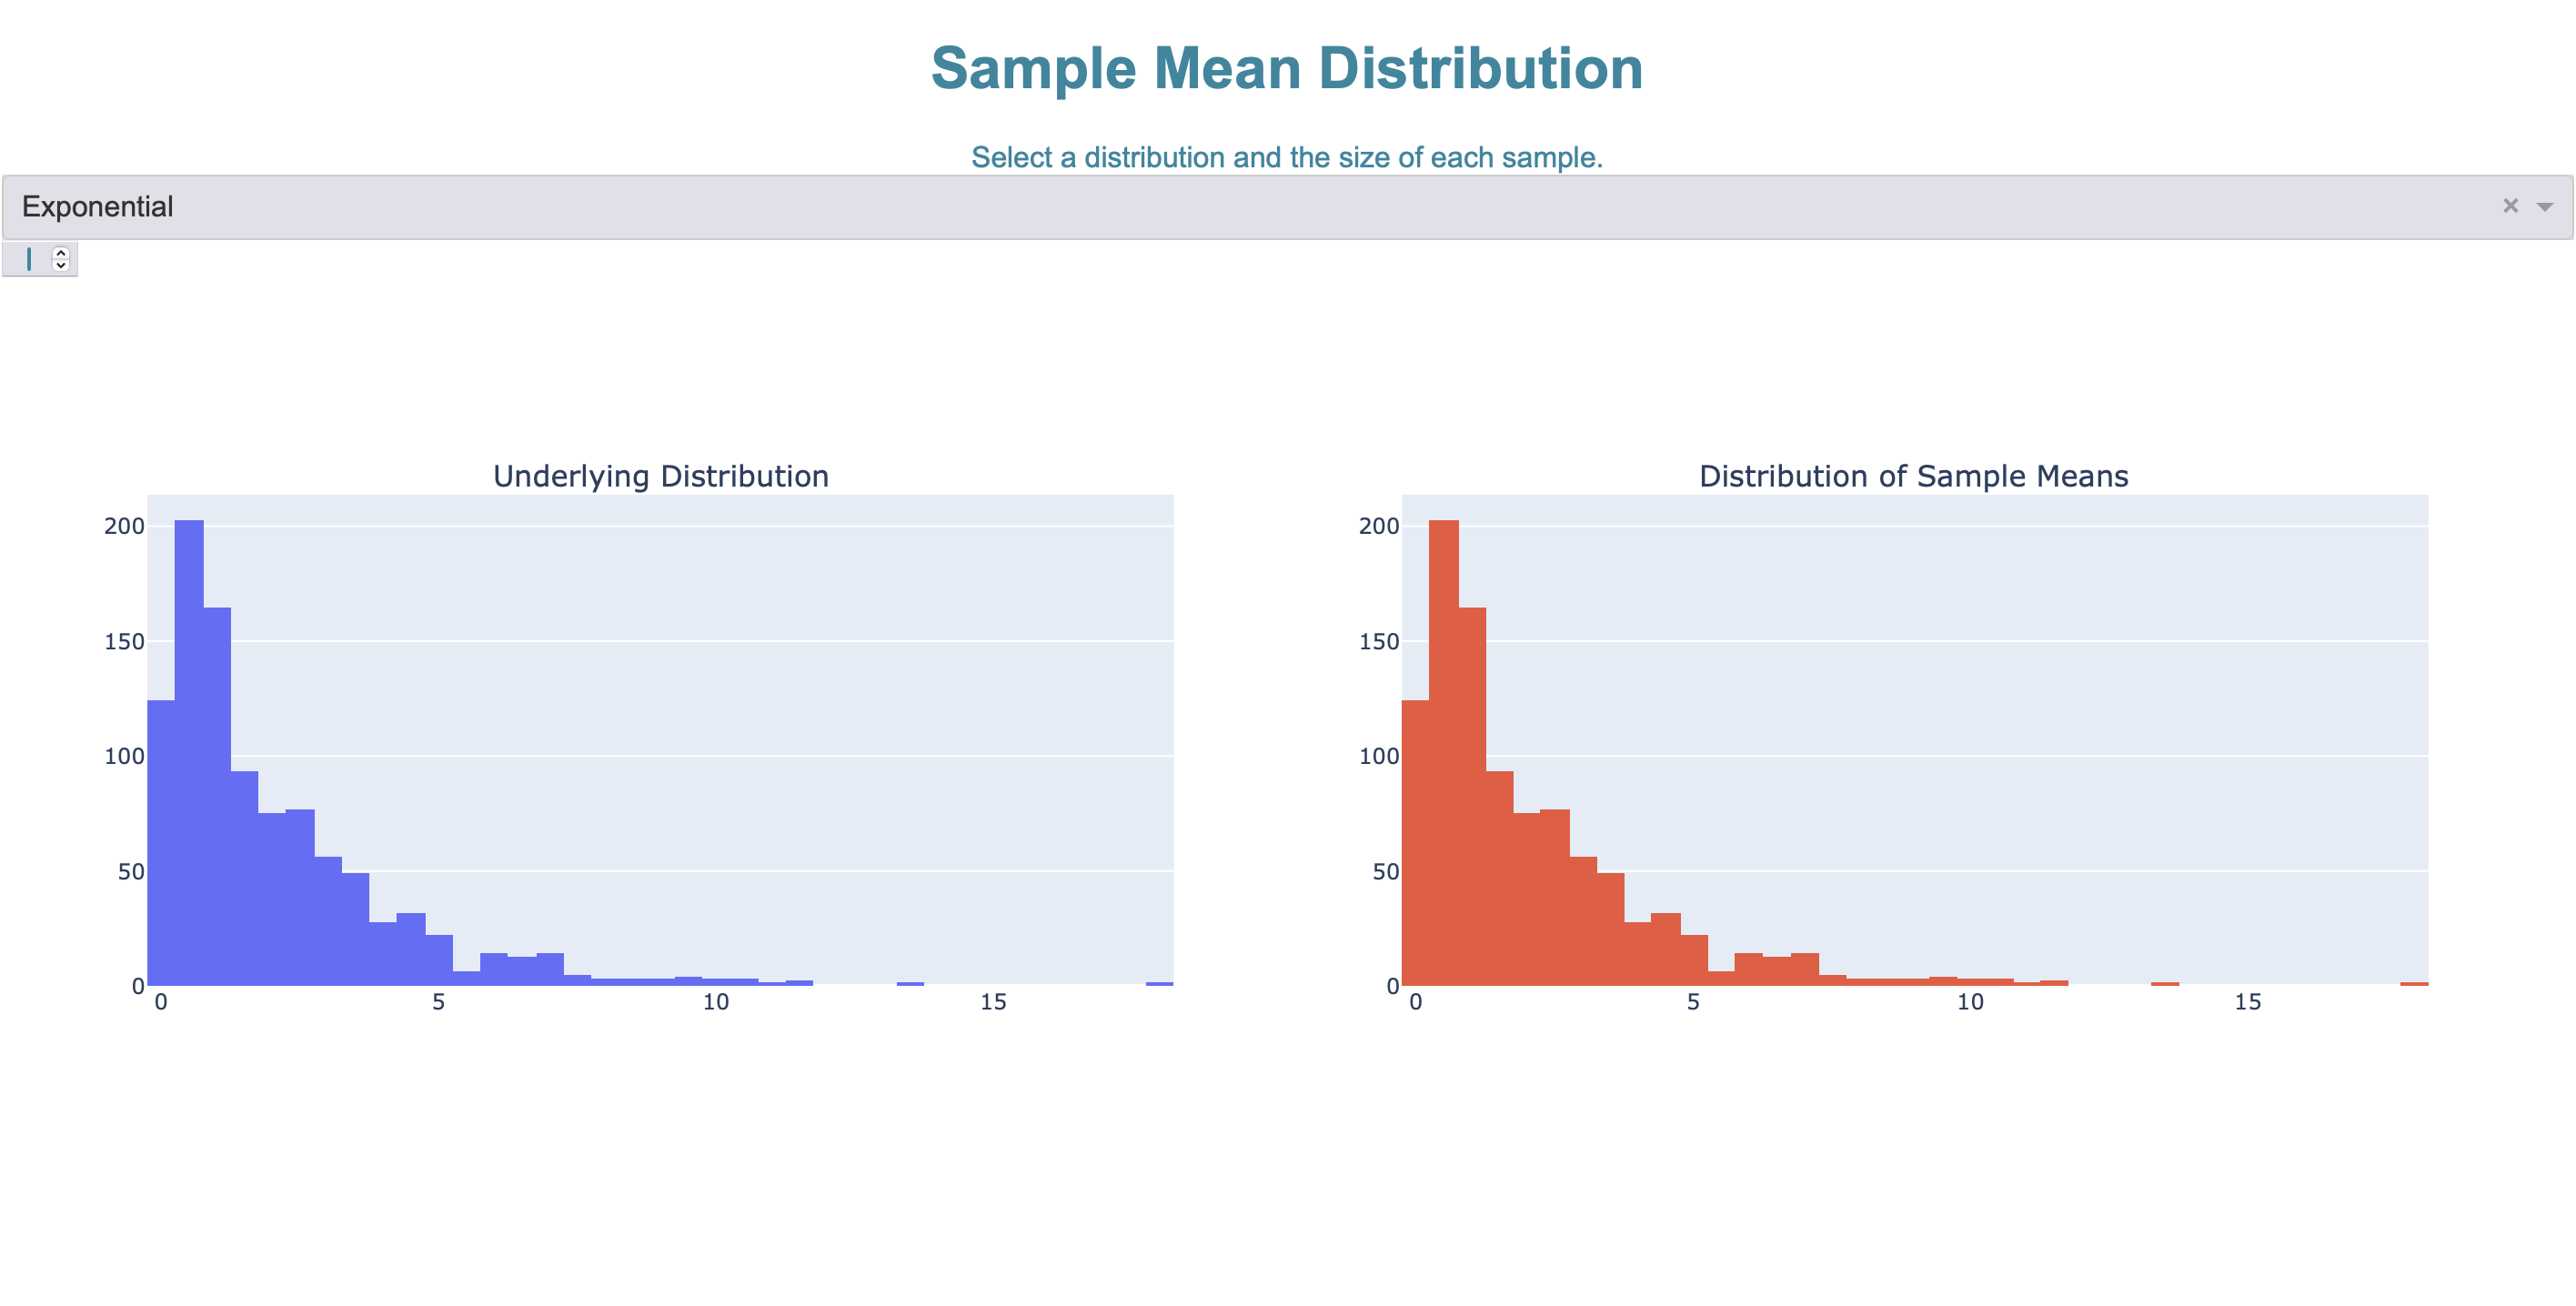 Sample Mean Distribution
Select a distribution and the size of each sample.
Exponential
Underlying Distribution
Distribution of Sample Means
200
150
100
50
0
0 5 10 15
200
150
100
50
0
0 5 10 15